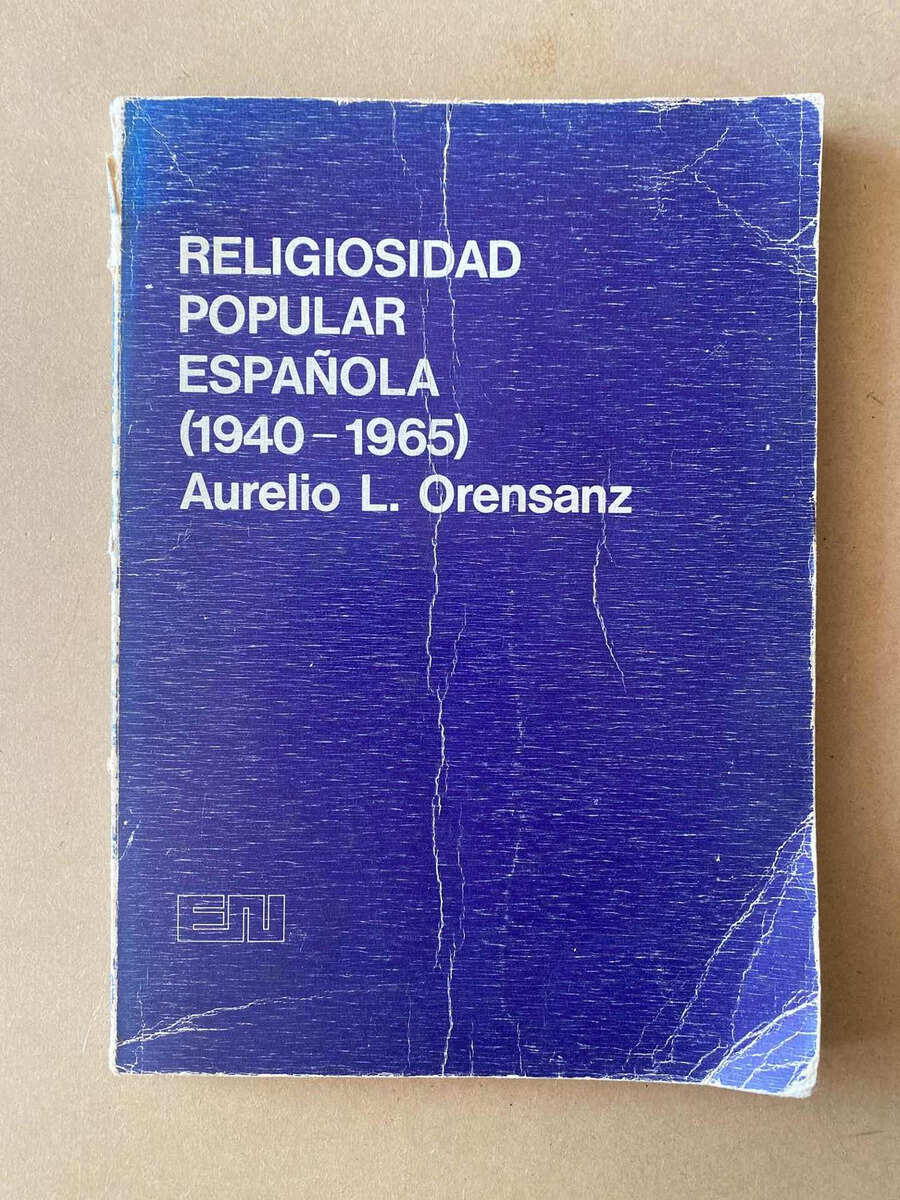 RELIGIOSIDAD
POPULAR
ESPAÑOLA
(1940–1965)
Aurelio L. Orensanz
EN